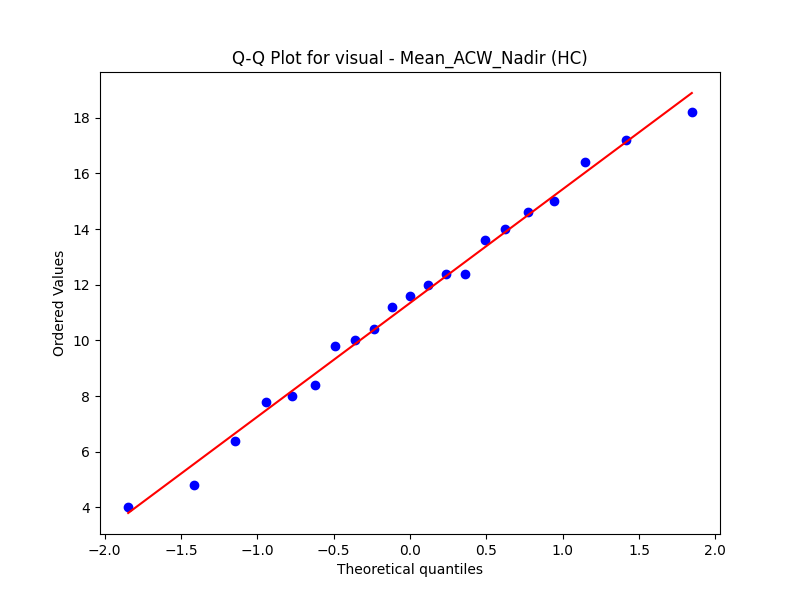 Q-Q Plot for visual - Mean_ACW_Nadir (HC)
Ordered Values
18
16
14
12
10
8
6
4
−2.0 −1.5 −1.0 −0.5 0.0 0.5 1.0 1.5 2.0
Theoretical quantiles